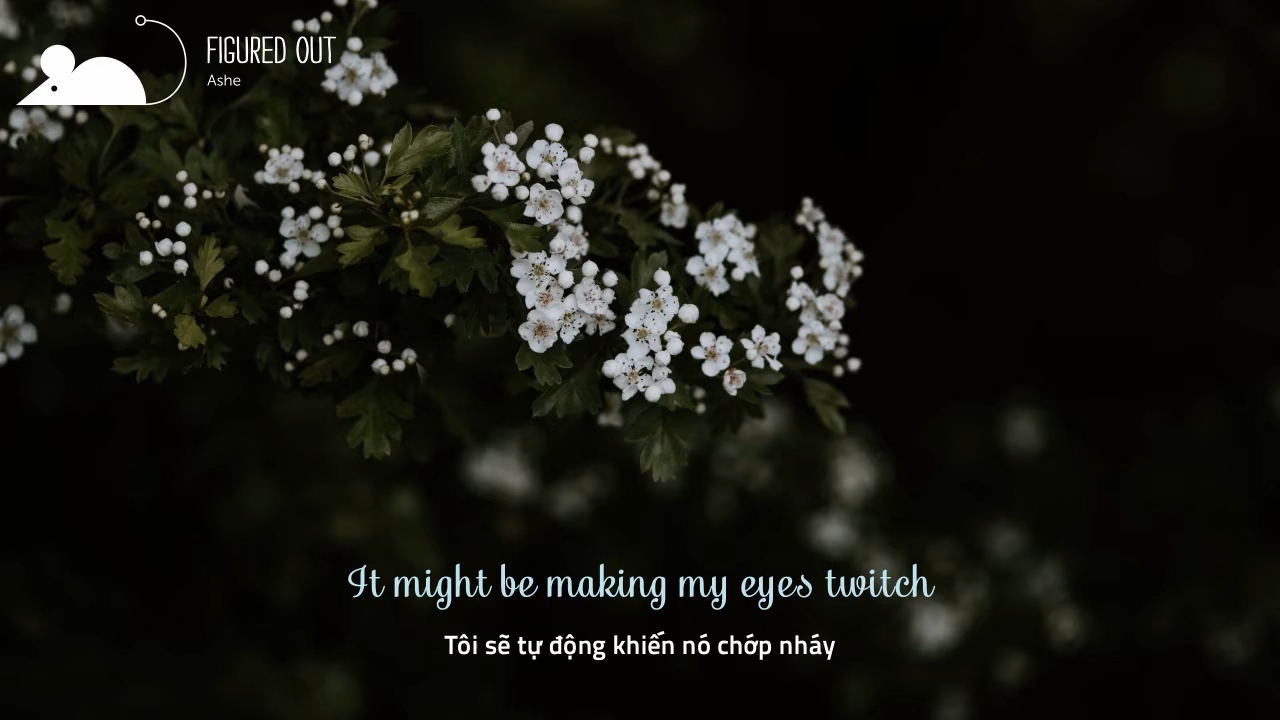 FIGURED OUT
Ashe
It might be making my eyes twitch
Tôi sẽ tự động khiến nó chớp nháy